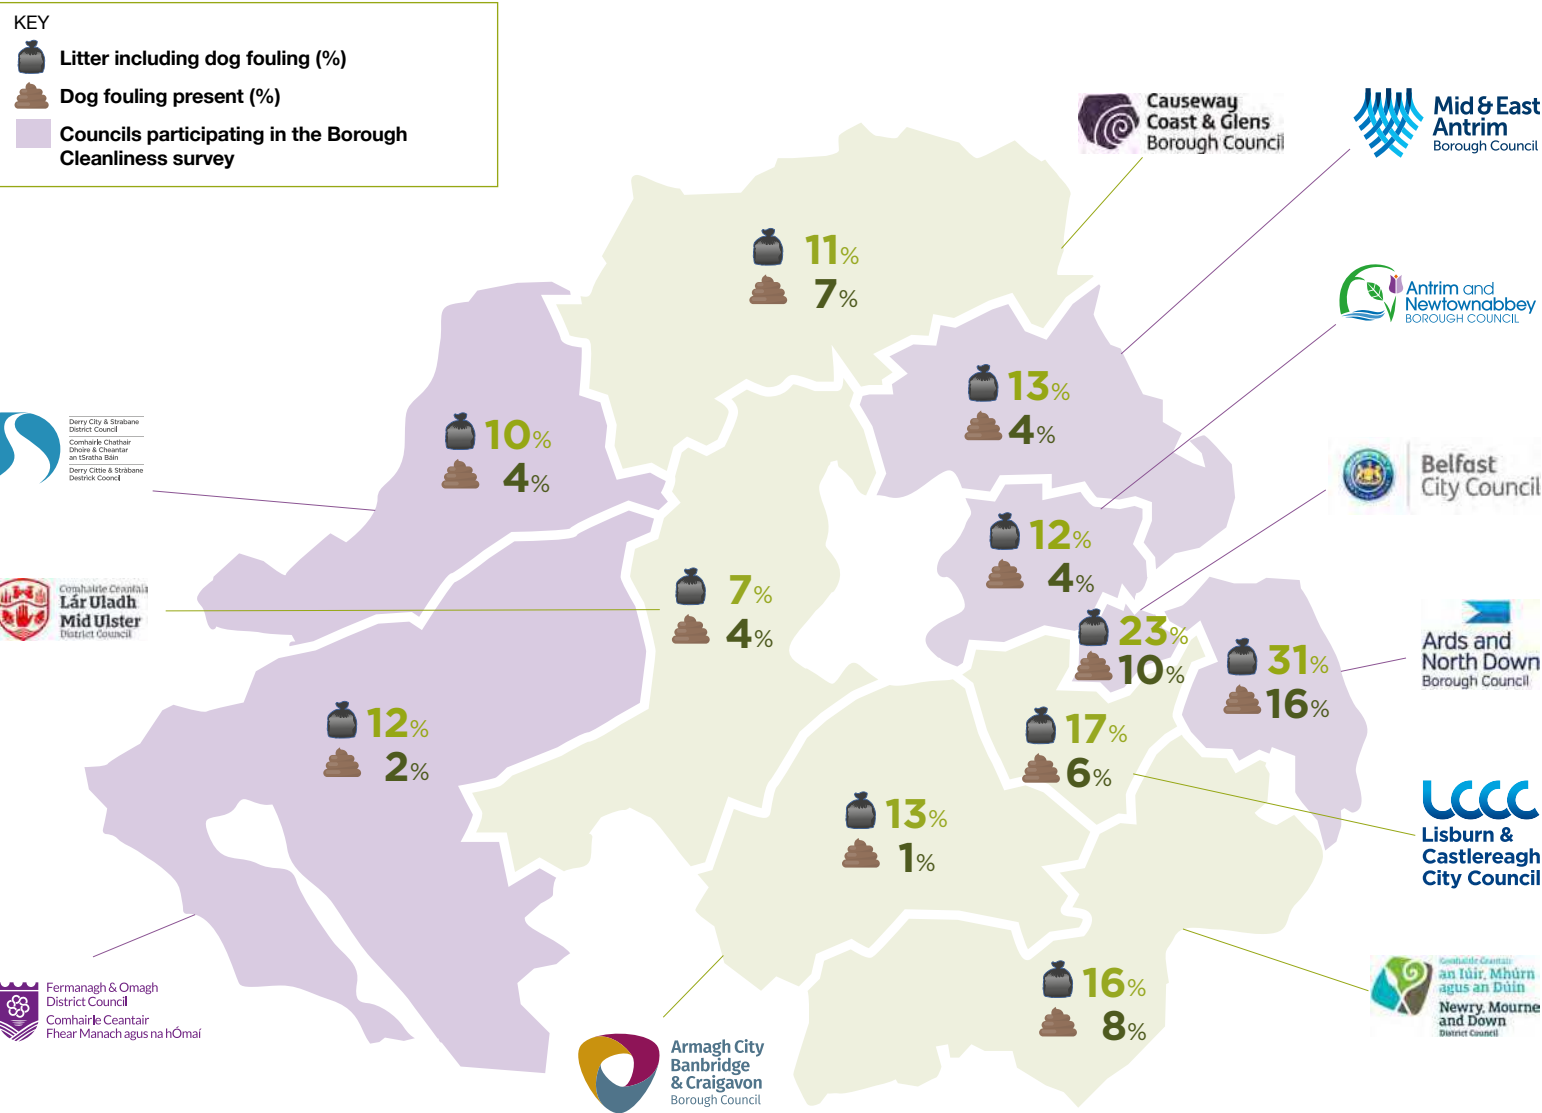 KEY
Litter including dog fouling (%)
Dog fouling present (%)
Councils participating in the Borough
Cleanliness survey
Causeway
Coast & Glens
Borough Council
Mid & East
Antrim
Borough Council
11%
7%
Antrim and
Newtownabbey
BOROUGH COUNCIL
13%
4%
Derry City & Strabane
District Council
Comhairle Chathair
Dhoire & Cheantar
an tSratha Báin
Derry Cittie & Stràbane
Destrick Cooncil
10%
4%
Belfast
City Council
12%
4%
Comhairle Ceantair
Lár Uladh
Mid Ulster
District Council
7%
4%
23%
10%
31%
16%
Ards and
North Down
Borough Council
12%
2%
17%
6%
13%
1%
LCCC
Lisburn &
Castlereagh
City Council
Fermanagh & Omagh
District Council
Comhairle Ceantair
Fhear Manach agus na hÓmaí
16%
8%
Comhairle Ceantair
an Iúir, Mhúrn
agus an Dúin
Newry, Mourne
and Down
District Council
Armagh City
Banbridge
& Craigavon
Borough Council